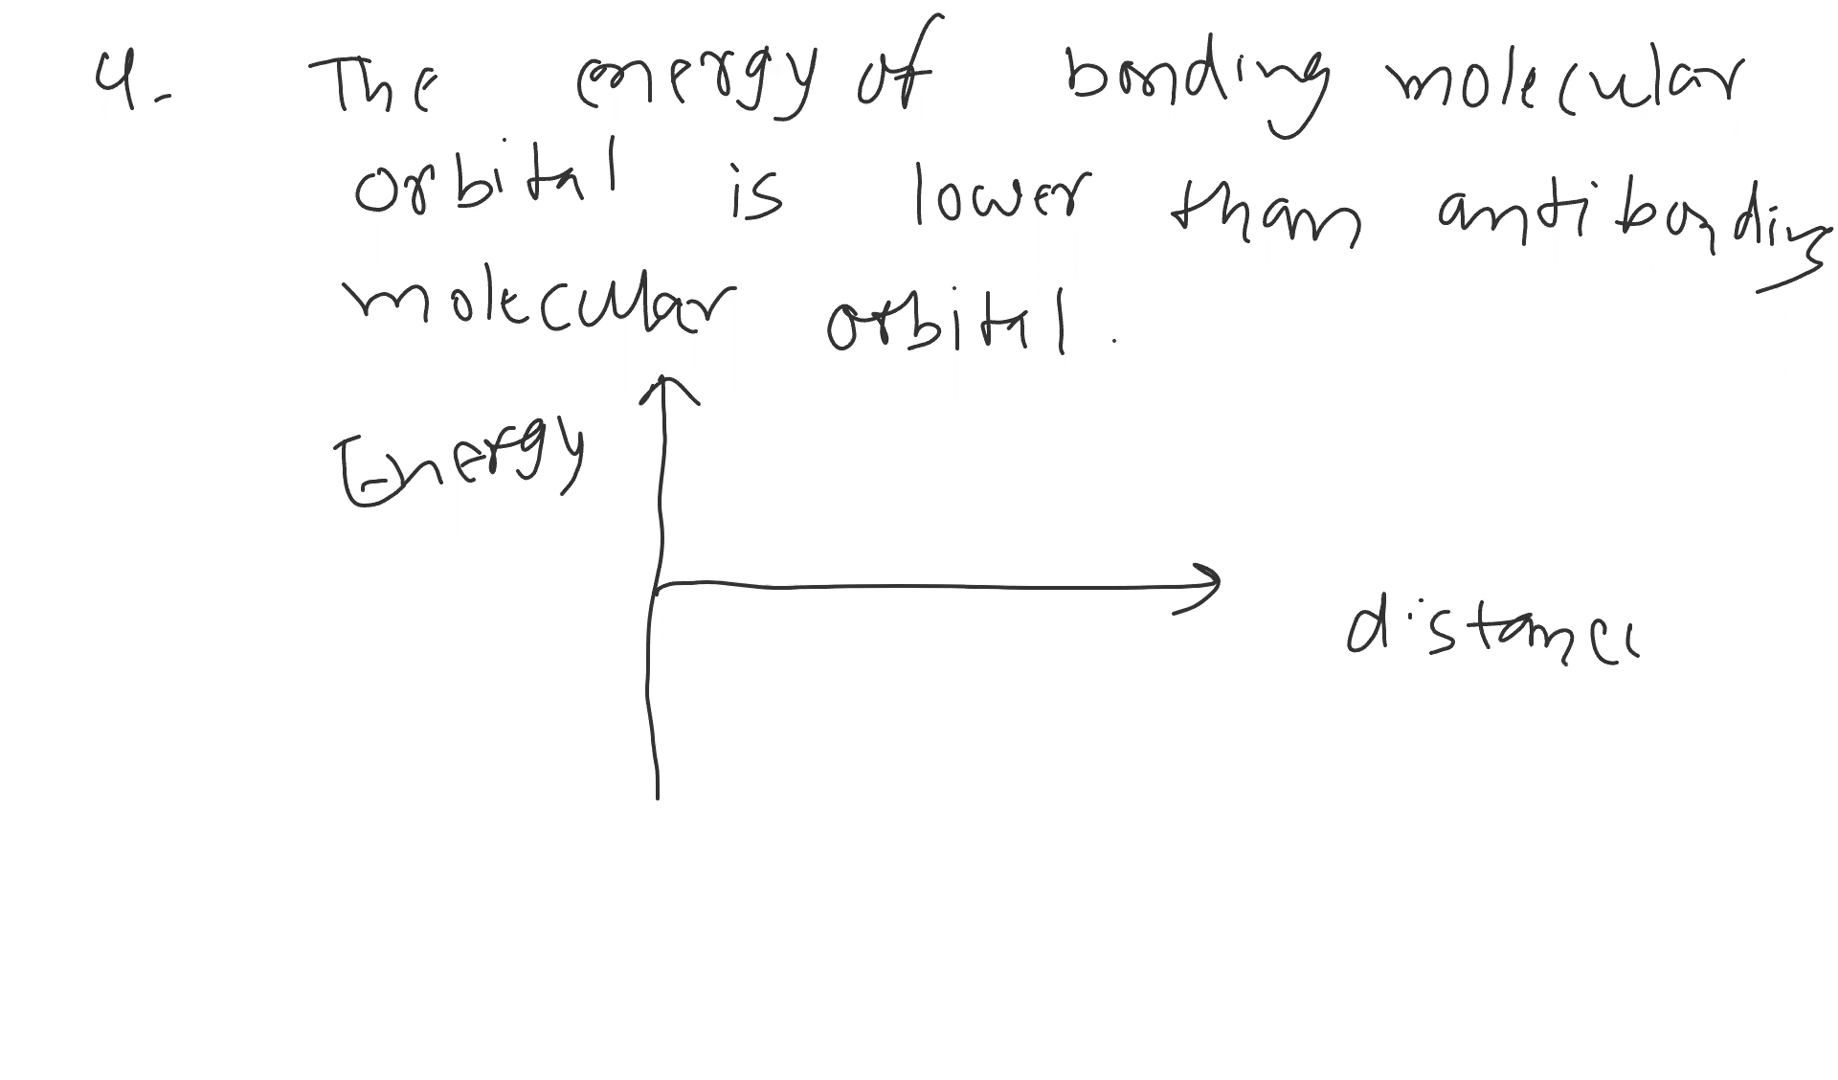 4. The energy of bonding molecular
orbital is lower than antibonding
molecular orbital.
Energy
distance